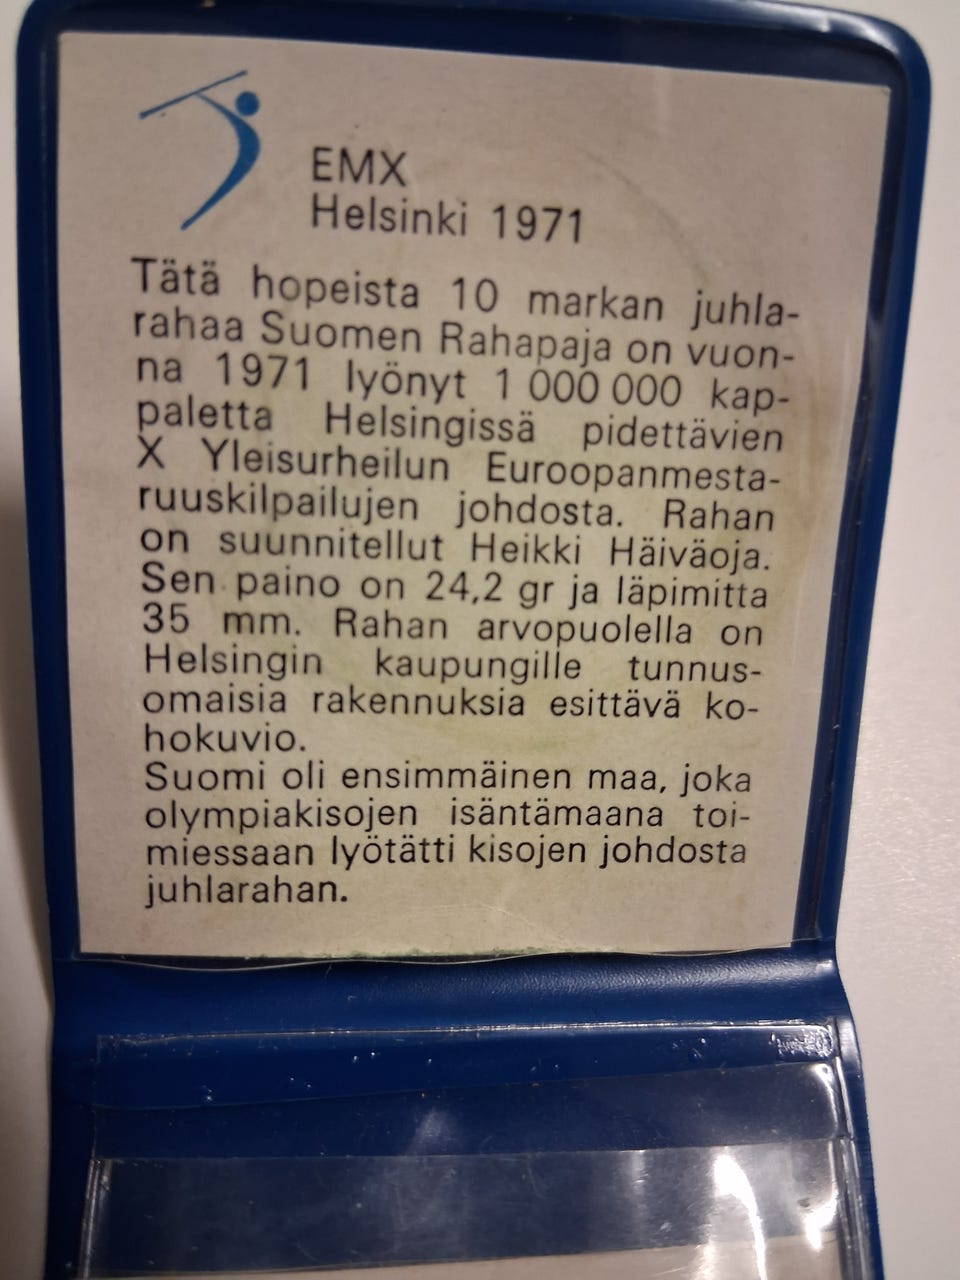 EMX
Helsinki 1971
Tätä hopeista 10 markan juhla-
rahaa Suomen Rahapaja on vuon-
na 1971 lyönyt 1 000 000 kap-
paletta Helsingissä pidettävien
X Yleisurheilun Euroopanmesta-
ruuskilpailujen johdosta. Rahan
on suunnitellut Heikki Häiväoja.
Sen paino on 24,2 gr ja läpimitta
35 mm. Rahan arvopuolella on
Helsingin kaupungille tunnus-
omaisia rakennuksia esittävä ko-
hokuvio.
Suomi oli ensimmäinen maa, joka
olympiakisojen isäntämaana toi-
miessaan lyötätti kisojen johdosta
juhlarahan.